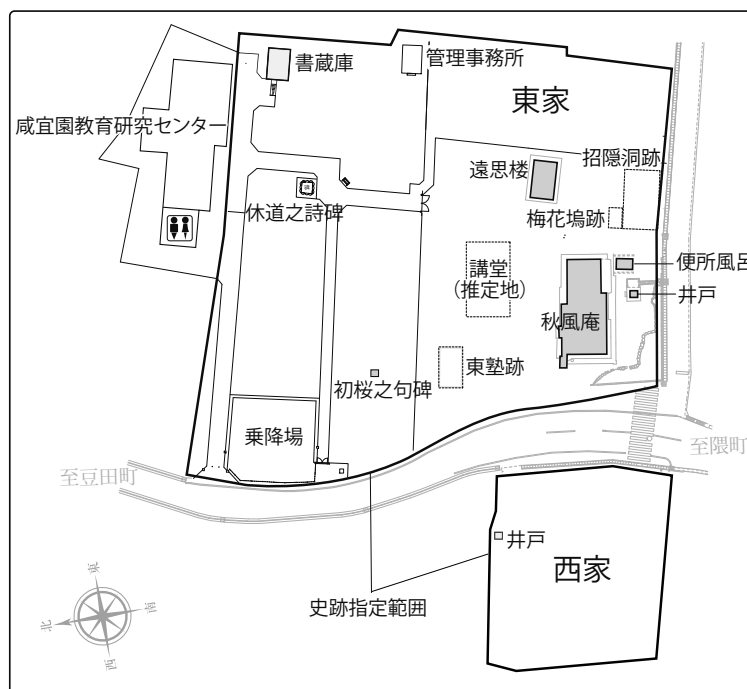 書蔵庫
管理事務所
東家
咸宜園教育研究センター
招隠洞跡
遠思楼
休道之詩碑
梅花塢跡
講堂
(推定地)
便所風呂
井戸
秋風庵
東塾跡
初桜之句碑
乗降場
至隈町
至豆田町
井戸
西家
史跡指定範囲
東
南
北
西